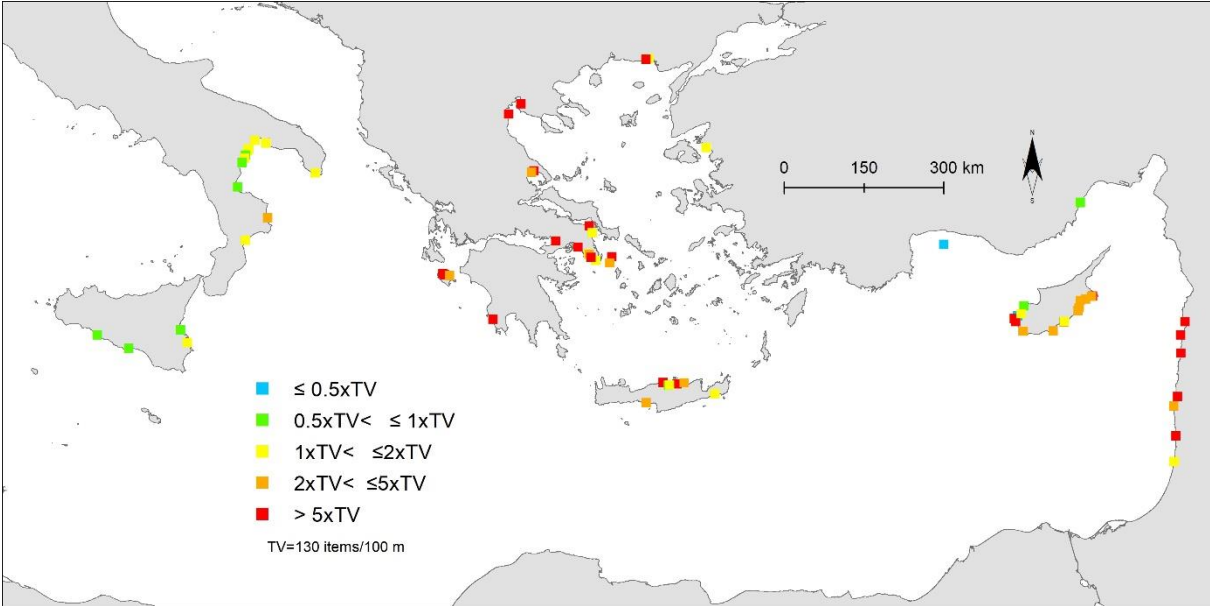 N
0 150 300 km
S
≤ 0.5xTV
0.5xTV< ≤ 1xTV
1xTV< ≤2xTV
2xTV< ≤5xTV
> 5xTV
TV=130 items/100 m